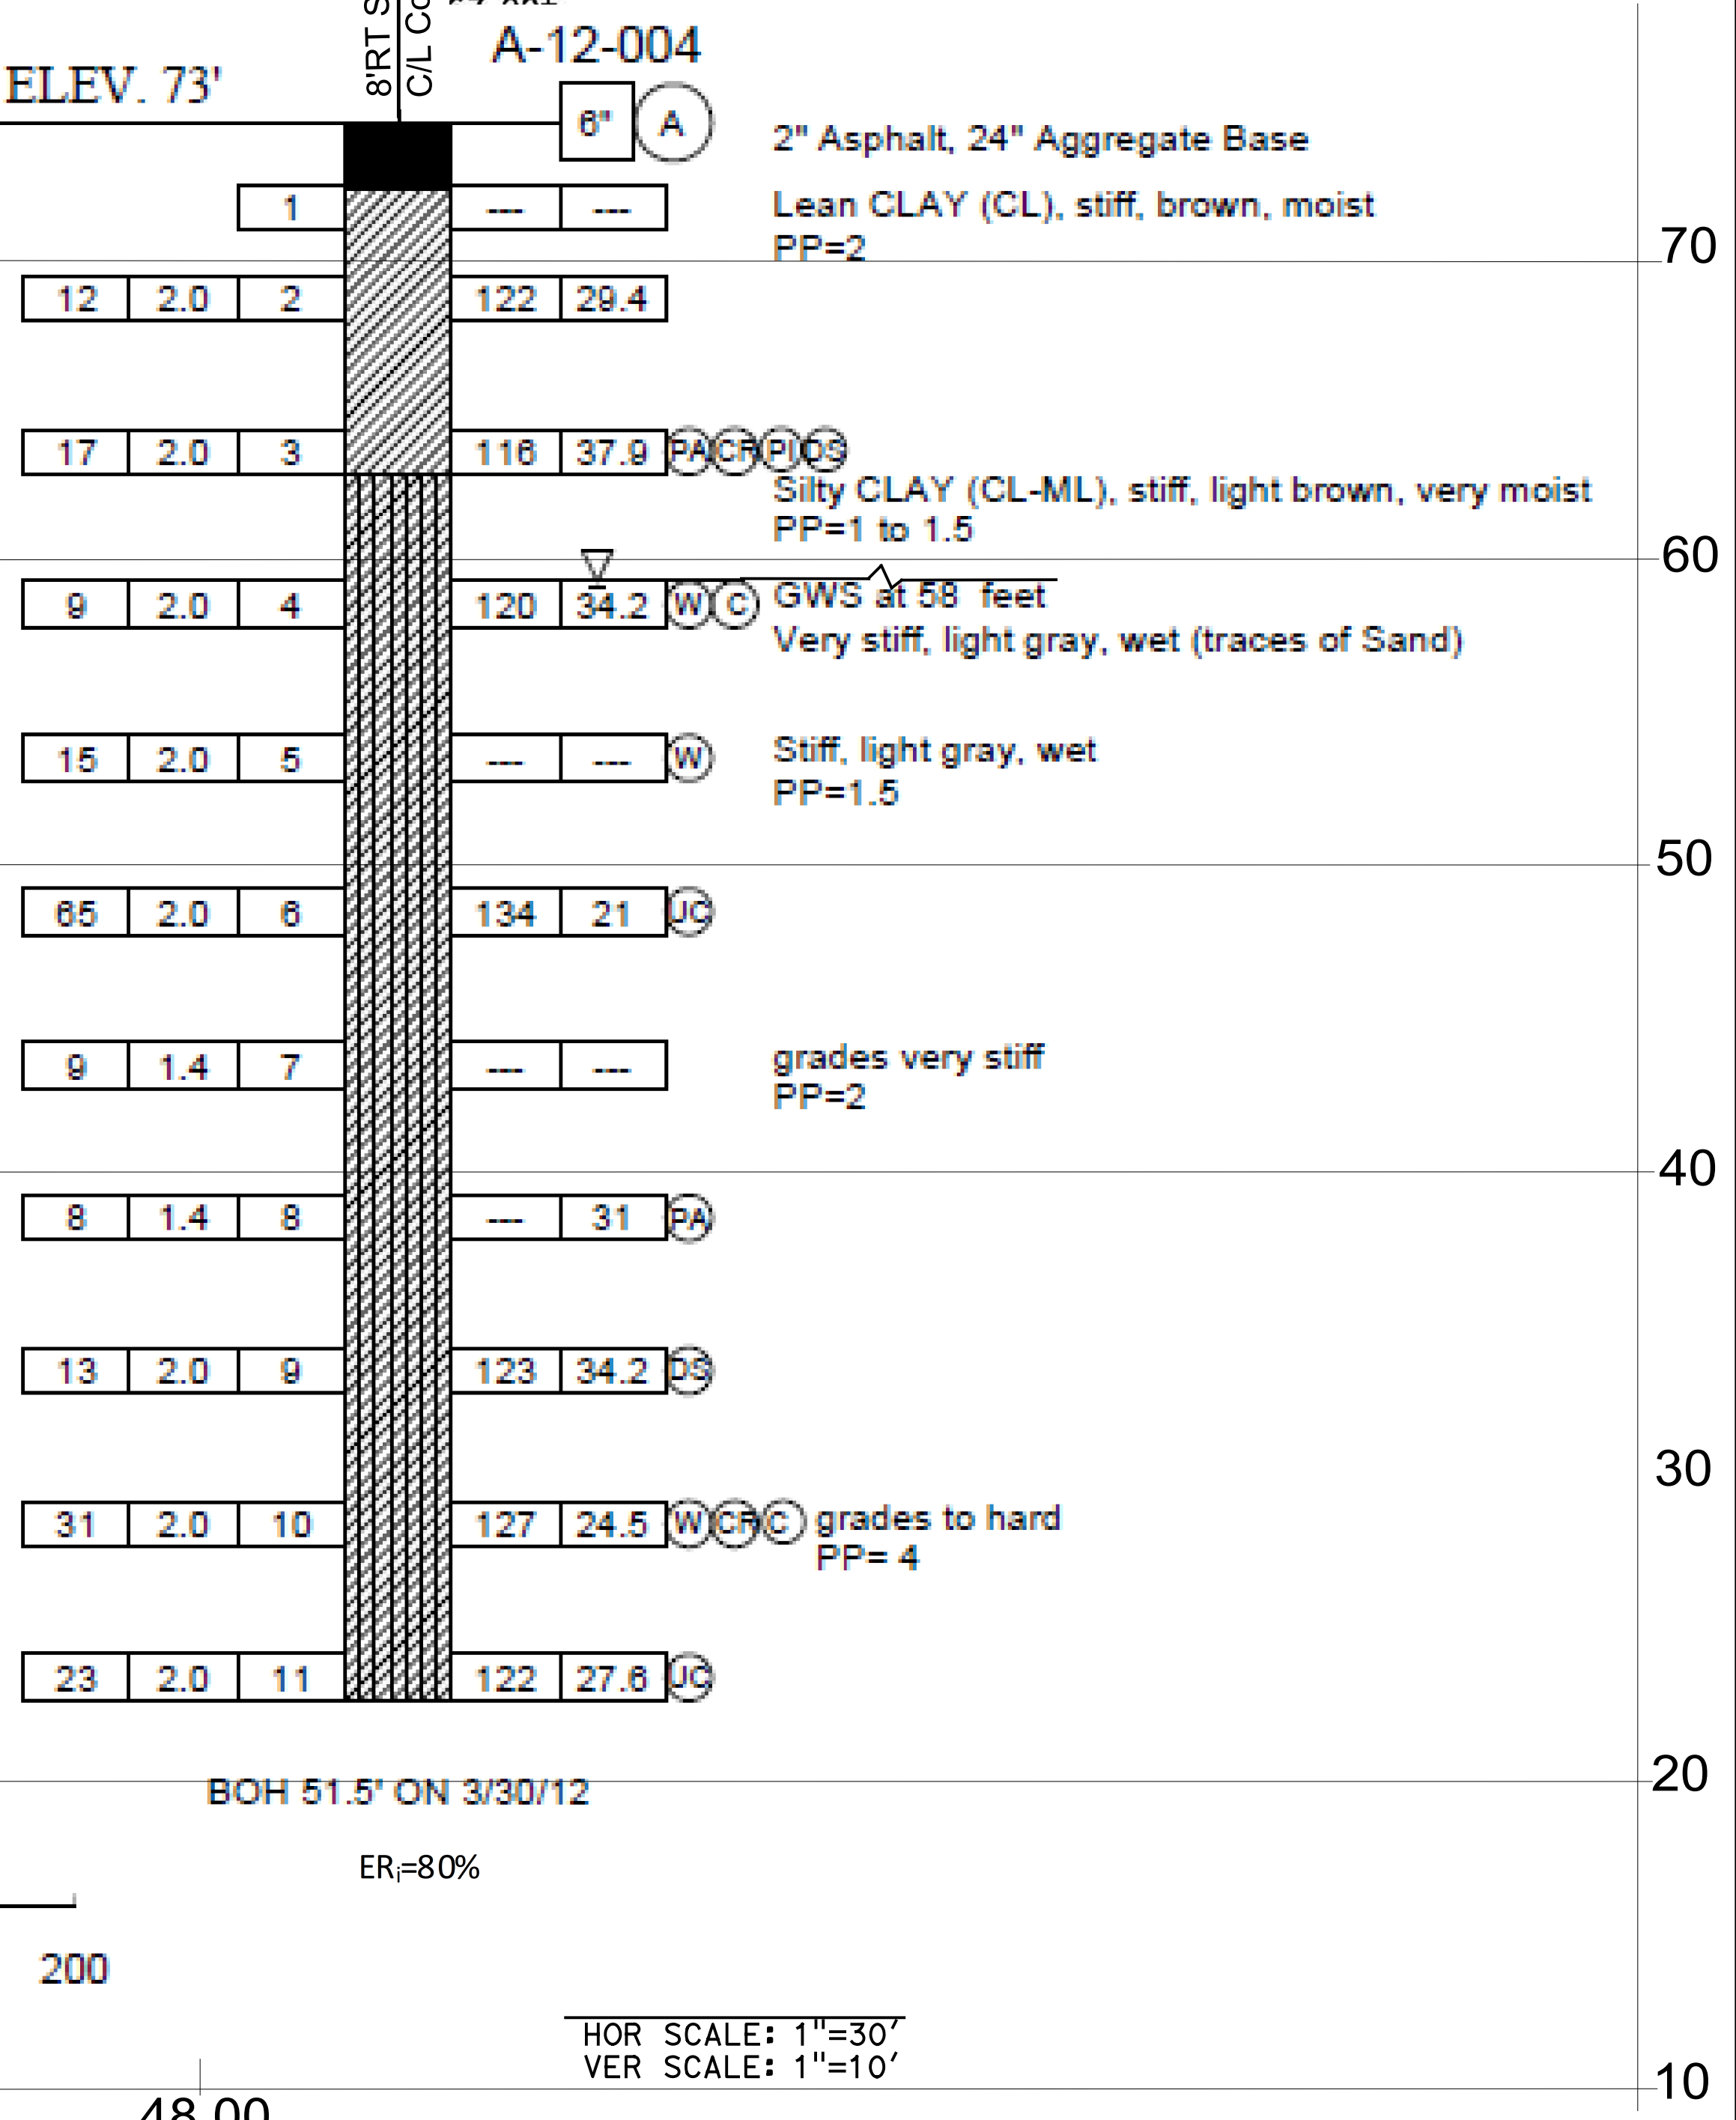 8'RT
C/L
A-12-004
ELEV. 73'
6" A
2" Asphalt, 24" Aggregate Base
1 --- --- Lean CLAY (CL), stiff, brown, moist
PP=2
70
12 2.0 2 122 29.4
17 2.0 3 116 37.9 PA CR PI DS
Silty CLAY (CL-ML), stiff, light brown, very moist
PP=1 to 1.5
60
9 2.0 4 120 34.2 W C GWS at 58 feet
Very stiff, light gray, wet (traces of Sand)
15 2.0 5 --- --- W Stiff, light gray, wet
PP=1.5
50
65 2.0 6 134 21 UC
9 1.4 7 --- --- grades very stiff
PP=2
40
8 1.4 8 --- 31 PA
13 2.0 9 123 34.2 DS
30
31 2.0 10 127 24.5 W CR C grades to hard
PP= 4
23 2.0 11 122 27.6 UC
20
BOH 51.5' ON 3/30/12
ERi=80%
200
HOR SCALE: 1"=30'
VER SCALE: 1"=10'
10
48.00